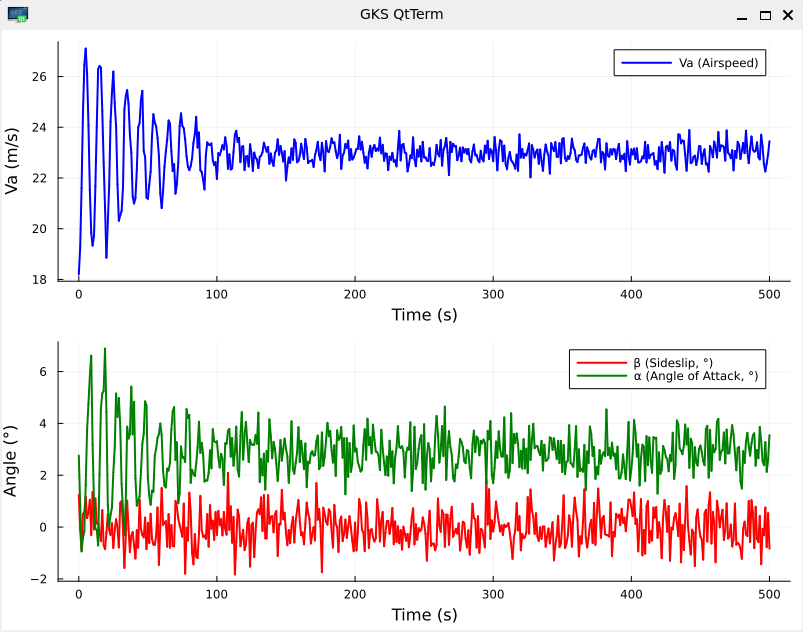 GKS QtTerm
Va (m/s)
26
24
22
20
18
Va (Airspeed)
0 100 200 300 400 500
Time (s)
Angle (°)
6
4
2
0
−2
β (Sideslip, °)
α (Angle of Attack, °)
0 100 200 300 400 500
Time (s)